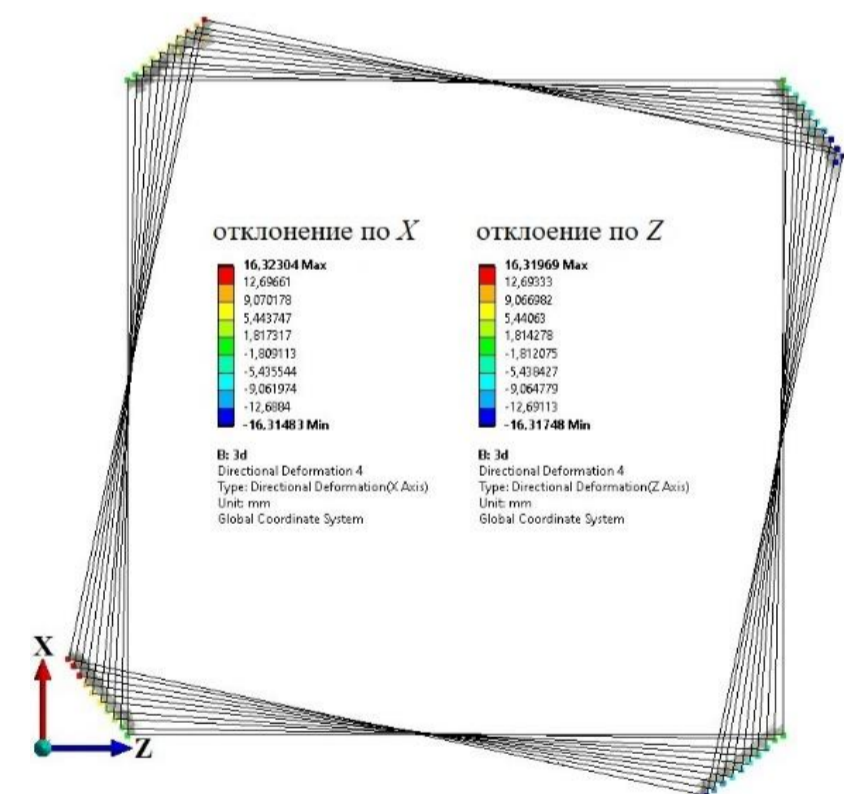 отклонение по X
16,32304 Max
12,69661
9,070178
5,443747
1,817317
-1,809113
-5,435544
-9,061974
-12,6884
-16,31483 Min
B: 3d
Directional Deformation 4
Type: Directional Deformation(X Axis)
Unit: mm
Global Coordinate System
отклоение по Z
16,31969 Max
12,69333
9,066982
5,44063
1,814278
-1,812075
-5,438427
-9,064779
-12,69113
-16,31748 Min
B: 3d
Directional Deformation 4
Type: Directional Deformation(Z Axis)
Unit: mm
Global Coordinate System
X
Z